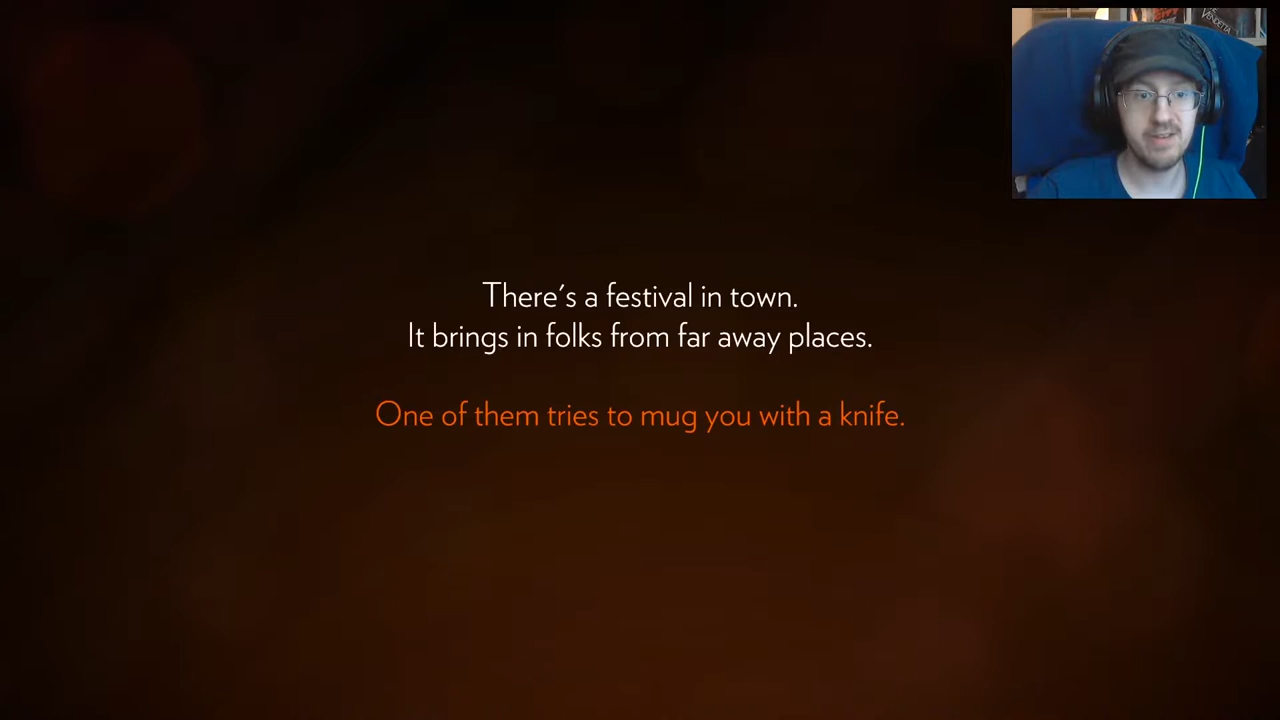 VENDETTA
There's a festival in town.
It brings in folks from far away places.
One of them tries to mug you with a knife.